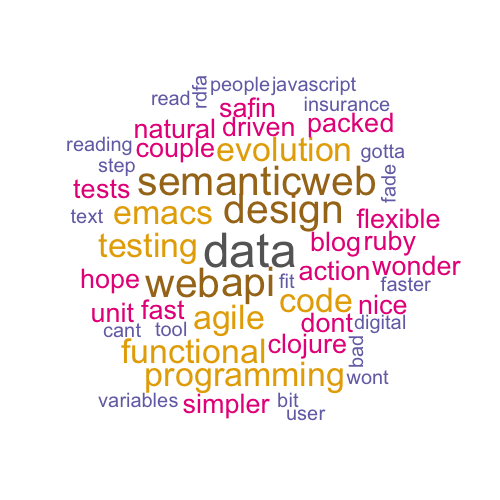 people javascript
rdfa
read
safin insurance
natural driven packed
reading couple evolution gotta
step
tests semanticweb fade
text emacs design flexible
testing data blog ruby
hope webapi fit action wonder
faster
unit fast code nice
cant tool agile dont digital
functional clojure bad
programming wont
variables simpler bit
user